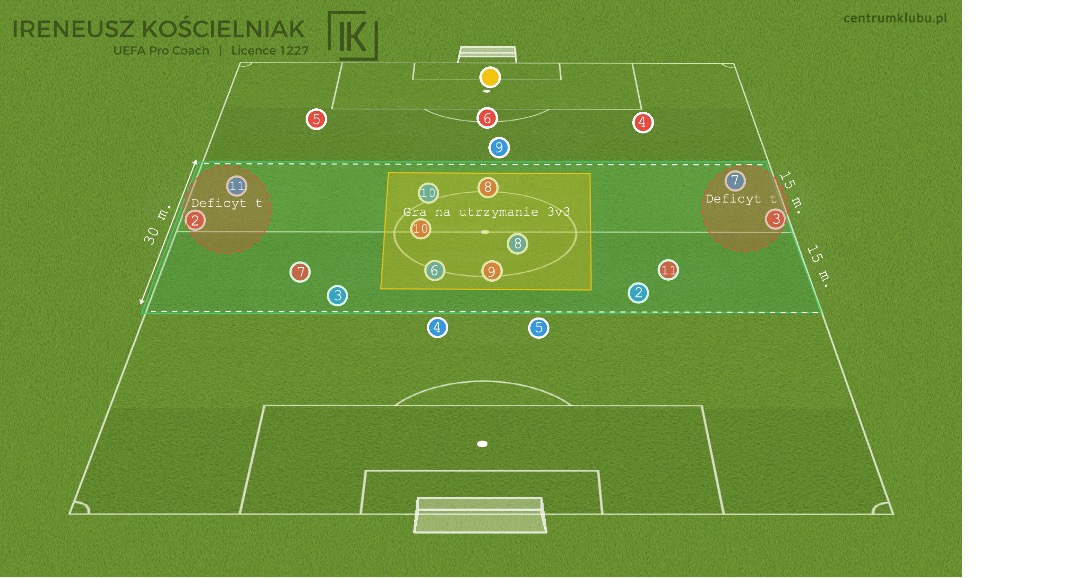 IRENEUSZ KOŚCIELNIAK
UEFA Pro Coach | Licence 1227
IK
centrumklubu.pl
5
6
4
9
11
Deficyt t
2
10
8
Gra na utrzymanie 3v3
10
8
6
9
7
Deficyt t
3
30 m.
15 m.
15 m.
7
3
11
2
4
5